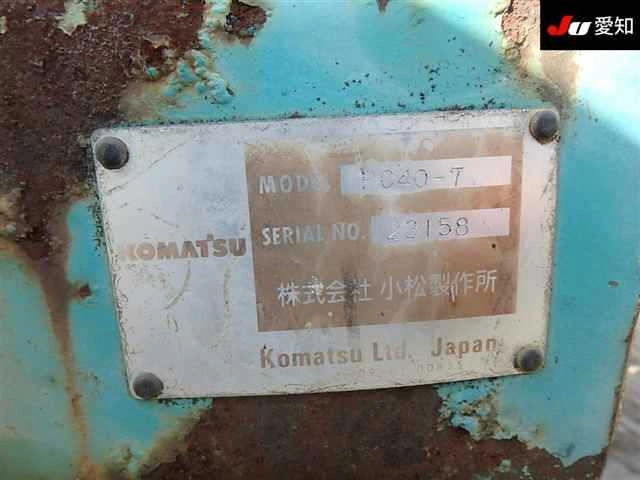 JU 愛知
MODEL PC40-7
KOMATSU
SERIAL NO. 23158
株式会社 小松製作所
Komatsu Ltd. Japan